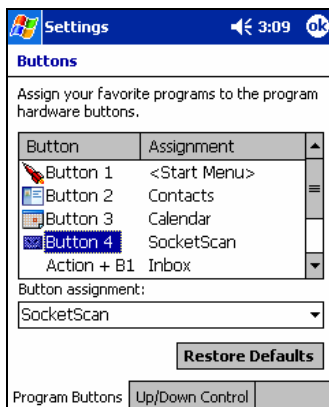 Settings 3:09 ok
Buttons
Assign your favorite programs to the program
hardware buttons.
Button Assignment
Button 1 <Start Menu>
Button 2 Contacts
Button 3 Calendar
Button 4 SocketScan
Action + B1 Inbox
Button assignment:
SocketScan
Restore Defaults
Program Buttons Up/Down Control